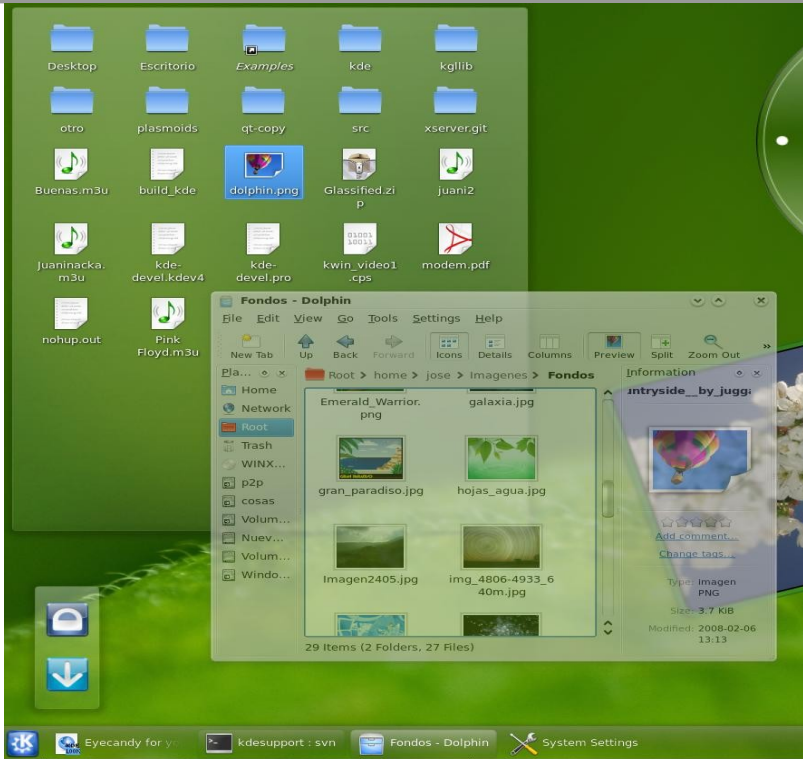 Desktop
Escritorio
Examples
kde
kgllib
otro
plasmoids
qt-copy
src
xserver.git
Buenas.m3u
build_kde
dolphin.png
Glassified.zi
p
juani2
Juaninacka.
m3u
kde-
devel.kdev4
kde-
devel.pro
kwin_video1
.cps
modem.pdf
nohup.out
Pink
Floyd.m3u
Fondos - Dolphin
File Edit View Go Tools Settings Help
New Tab Up Back Forward Icons Details Columns Preview Split Zoom Out »
Pla...
Root > home > jose > Imagenes > Fondos
Information
Home
Network
Root
Trash
WINX...
p2p
cosas
Volum...
Nuev...
Volum...
Windo...
Emerald_Warrior.
png
galaxia.jpg
gran_paradiso.jpg
hojas_agua.jpg
Imagen2405.jpg
img_4806-4933_6
40m.jpg
29 Items (2 Folders, 27 Files)
untryside__by_jugga
Add comment...
Change tags...
Type: Imagen
PNG
Size: 3.7 KiB
Modified: 2008-02-06
13:13
Eyecandy for y
kdesupport : svn
Fondos - Dolphin
System Settings